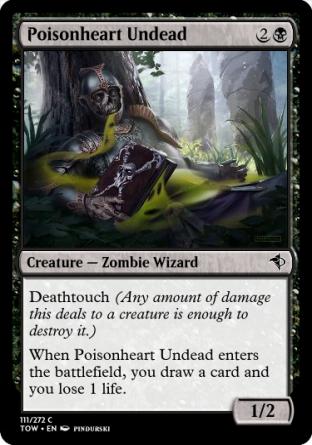 Poisonheart Undead 2
Creature — Zombie Wizard
Deathtouch (Any amount of damage
this deals to a creature is enough to
destroy it.)
When Poisonheart Undead enters
the battlefield, you draw a card and
you lose 1 life.
1/2
111/272 C
TOW • EN PINDURSKI